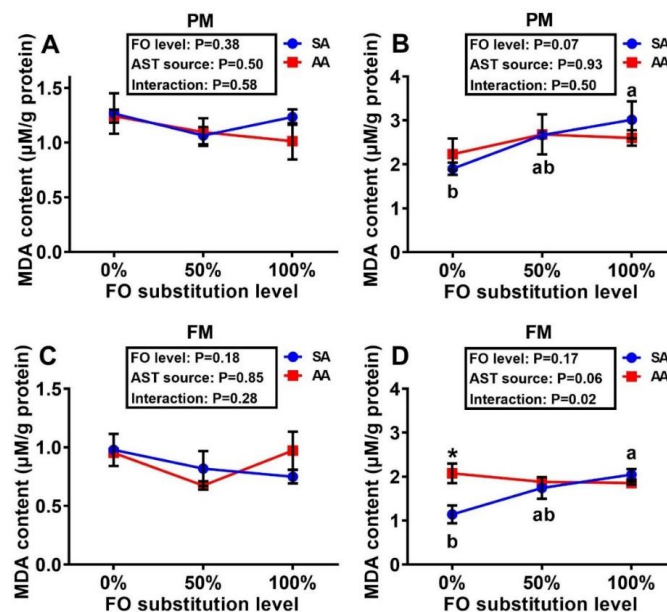 PM
A
FO level: P=0.38
AST source: P=0.50
Interaction: P=0.58
SA
AA
MDA content (μM/g protein)
1.5
1.0
0.5
0.0
0% 50% 100%
FO substitution level
PM
B
FO level: P=0.07
AST source: P=0.93
Interaction: P=0.50
SA
AA
MDA content (μM/g protein)
4
3
2
1
0
a
ab
b
0% 50% 100%
FO substitution level
FM
C
FO level: P=0.18
AST source: P=0.85
Interaction: P=0.28
SA
AA
MDA content (μM/g protein)
1.5
1.0
0.5
0.0
0% 50% 100%
FO substitution level
FM
D
FO level: P=0.17
AST source: P=0.06
Interaction: P=0.02
SA
AA
MDA content (μM/g protein)
4
3
2
1
0
*
a
ab
b
0% 50% 100%
FO substitution level